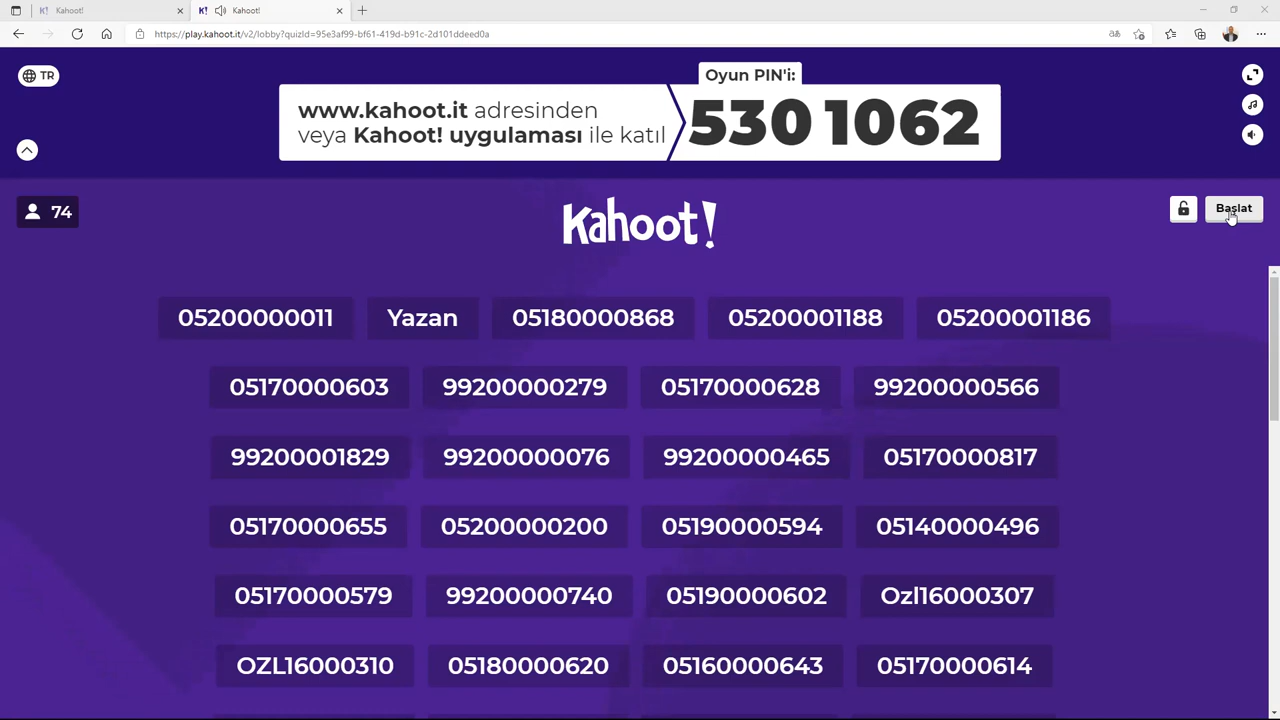 Kahoot!
Kahoot!
https://play.kahoot.it/v2/lobby?quizId=95e3af99-bf61-419d-b91c-2d101ddeed0a
TR
Oyun PIN'i:
www.kahoot.it adresinden
veya Kahoot! uygulaması ile katıl
530 1062
74
Kahoot!
Başlat
05200000011 Yazan 05180000868 05200001188 05200001186
05170000603 99200000279 05170000628 99200000566
99200001829 99200000076 99200000465 05170000817
05170000655 05200000200 05190000594 05140000496
05170000579 99200000740 05190000602 Ozl16000307
OZL16000310 05180000620 05160000643 05170000614